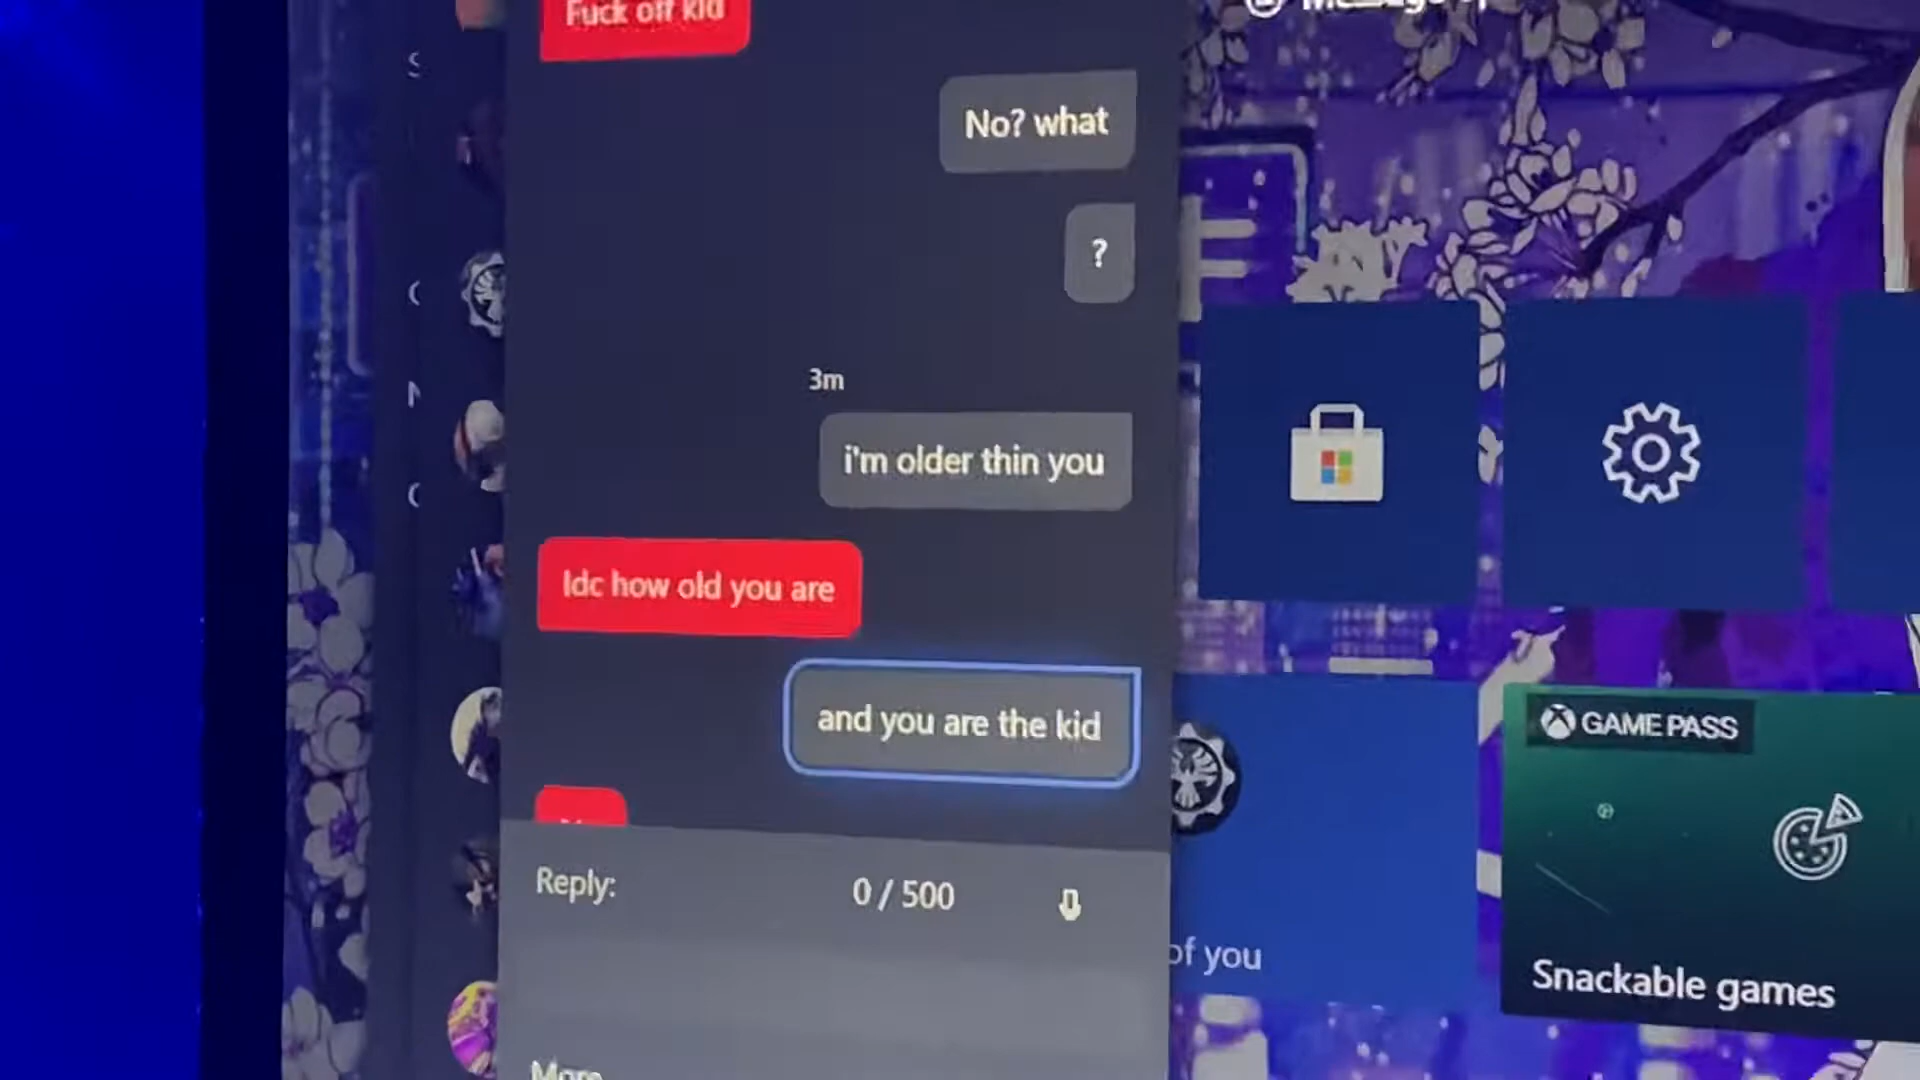 Fuck off kid
No? what
?
3m
i'm older thin you
Idc how old you are
and you are the kid
Reply:
0 / 500
More
GAME PASS
of you
Snackable games